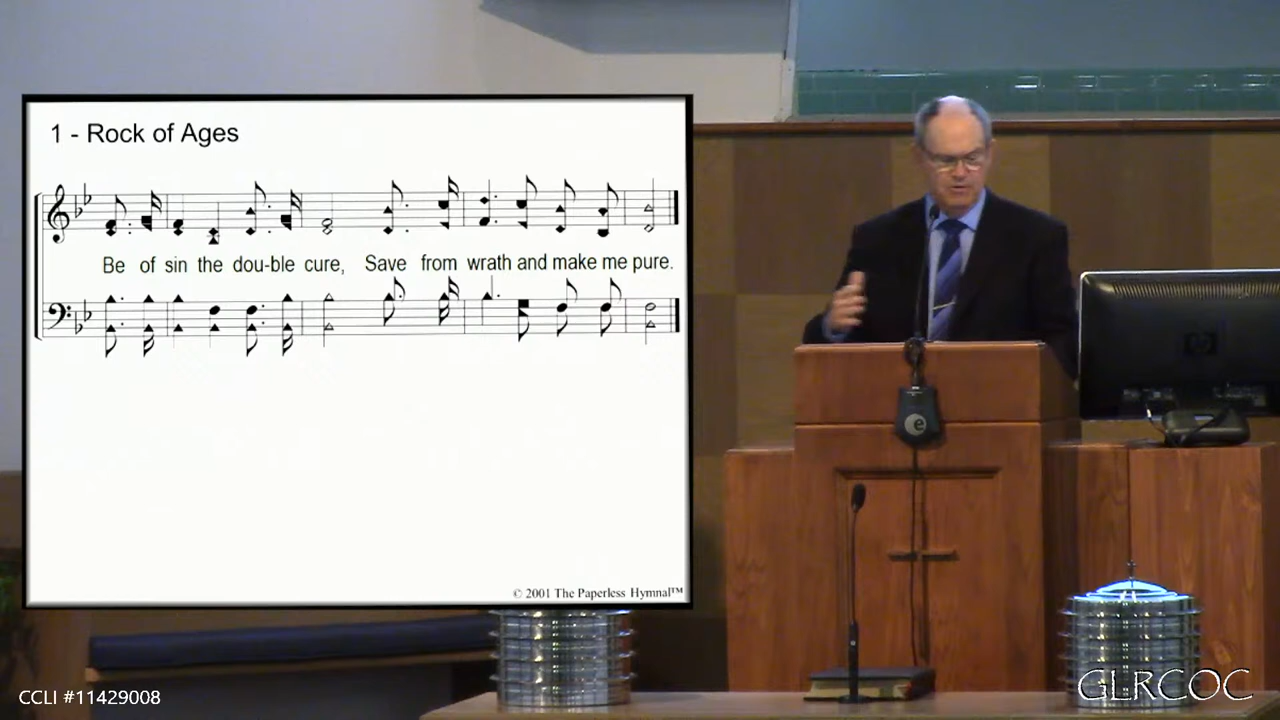 1 - Rock of Ages
Be of sin the dou-ble cure, Save from wrath and make me pure.
© 2001 The Paperless Hymnal™
CCLI #11429008
GLRCOC
hp
e